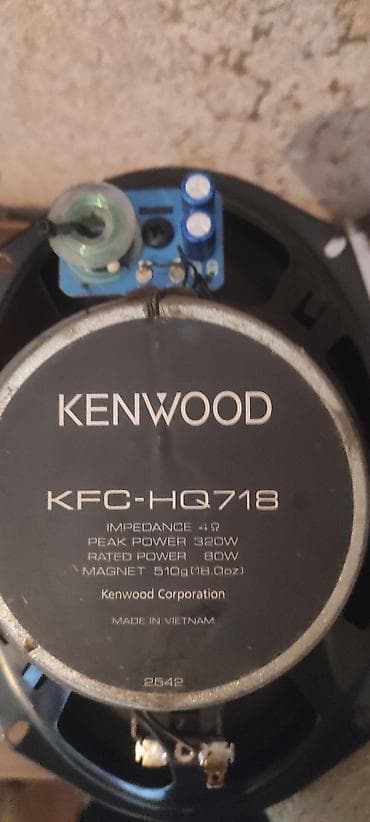 KENWOOD
KFC-HQ718
IMPEDANCE 4Ω
PEAK POWER 320W
RATED POWER 80W
MAGNET 510g(18.0oz)
Kenwood Corporation
MADE IN VIETNAM
2542